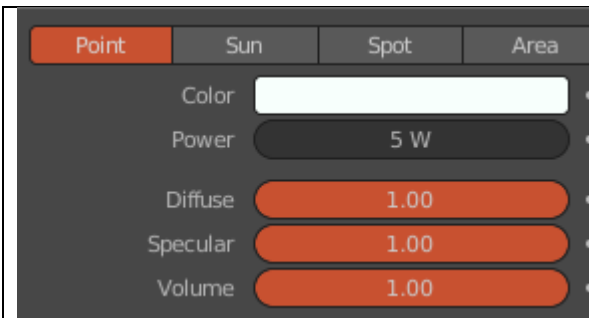 Point Sun Spot Area
Color
Power 5 W
Diffuse 1.00
Specular 1.00
Volume 1.00